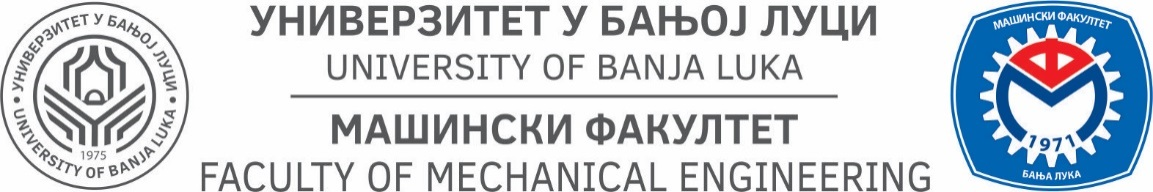 • УНИВЕРЗИТЕТ У БАЊОЈ ЛУЦИ •
UNIVERSITY OF BANJA LUKA
1975
УНИВЕРЗИТЕТ У БАЊОЈ ЛУЦИ
UNIVERSITY OF BANJA LUKA
МАШИНСКИ ФАКУЛТЕТ
FACULTY OF MECHANICAL ENGINEERING
МАШИНСКИ ФАКУЛТЕТ
МФ
1971
БАЊА ЛУКА